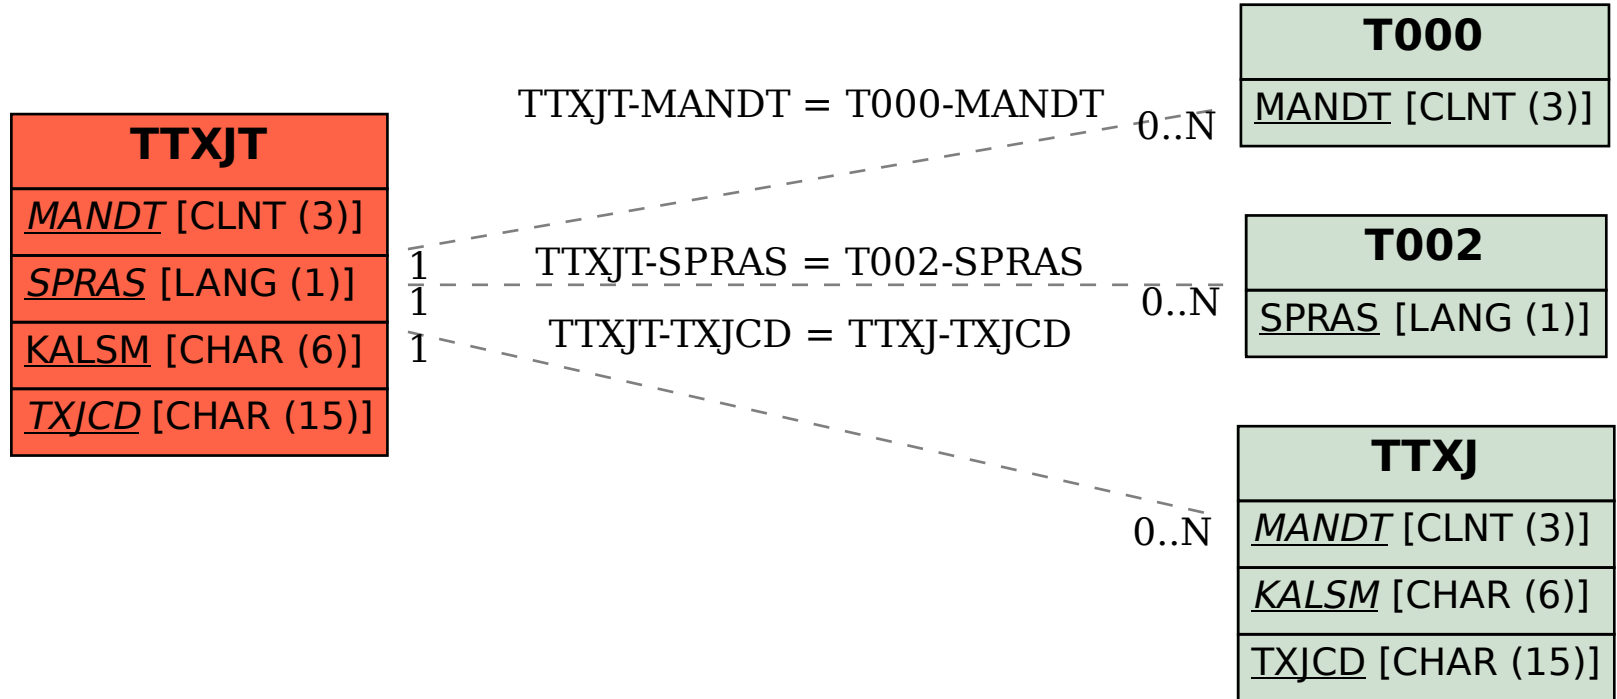 TTXJT
MANDT [CLNT (3)]
SPRAS [LANG (1)]
KALSM [CHAR (6)]
TXJCD [CHAR (15)]
TTXJT-MANDT = T000-MANDT
0..N
1
TTXJT-SPRAS = T002-SPRAS
1
0..N
TTXJT-TXJCD = TTXJ-TXJCD
1
0..N
T000
MANDT [CLNT (3)]
T002
SPRAS [LANG (1)]
TTXJ
MANDT [CLNT (3)]
KALSM [CHAR (6)]
TXJCD [CHAR (15)]